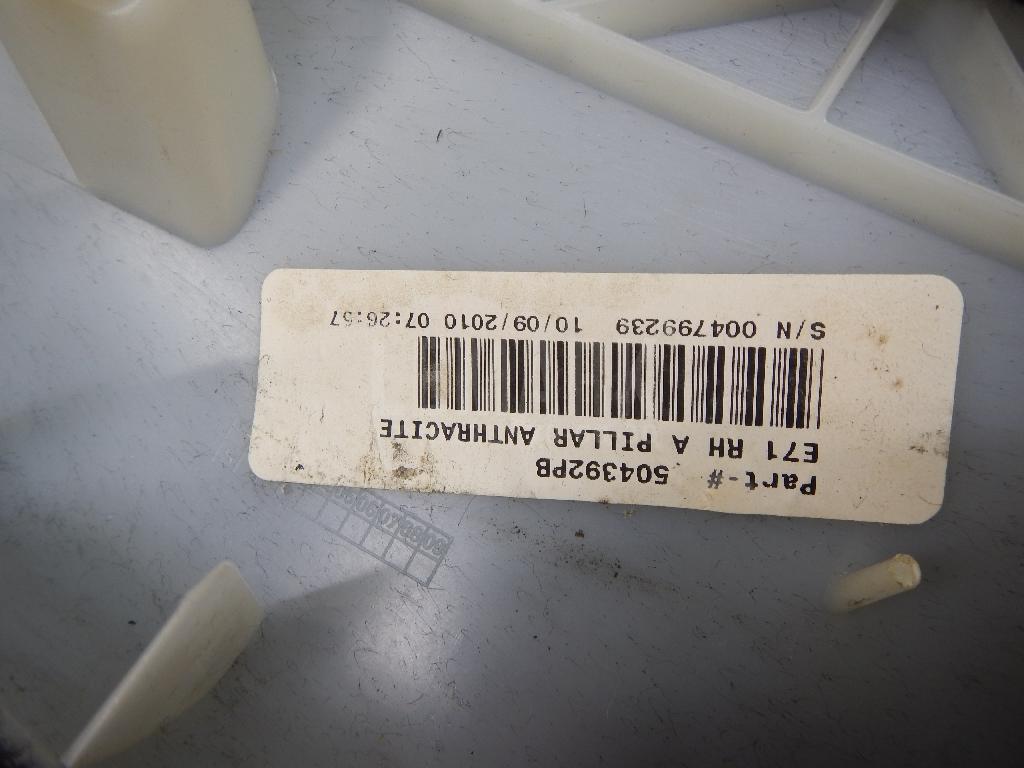 Part-# 504392PB
E71 RH A PILLAR ANTHRACITE
S/N 004799239 10/09/2010 07:26:57